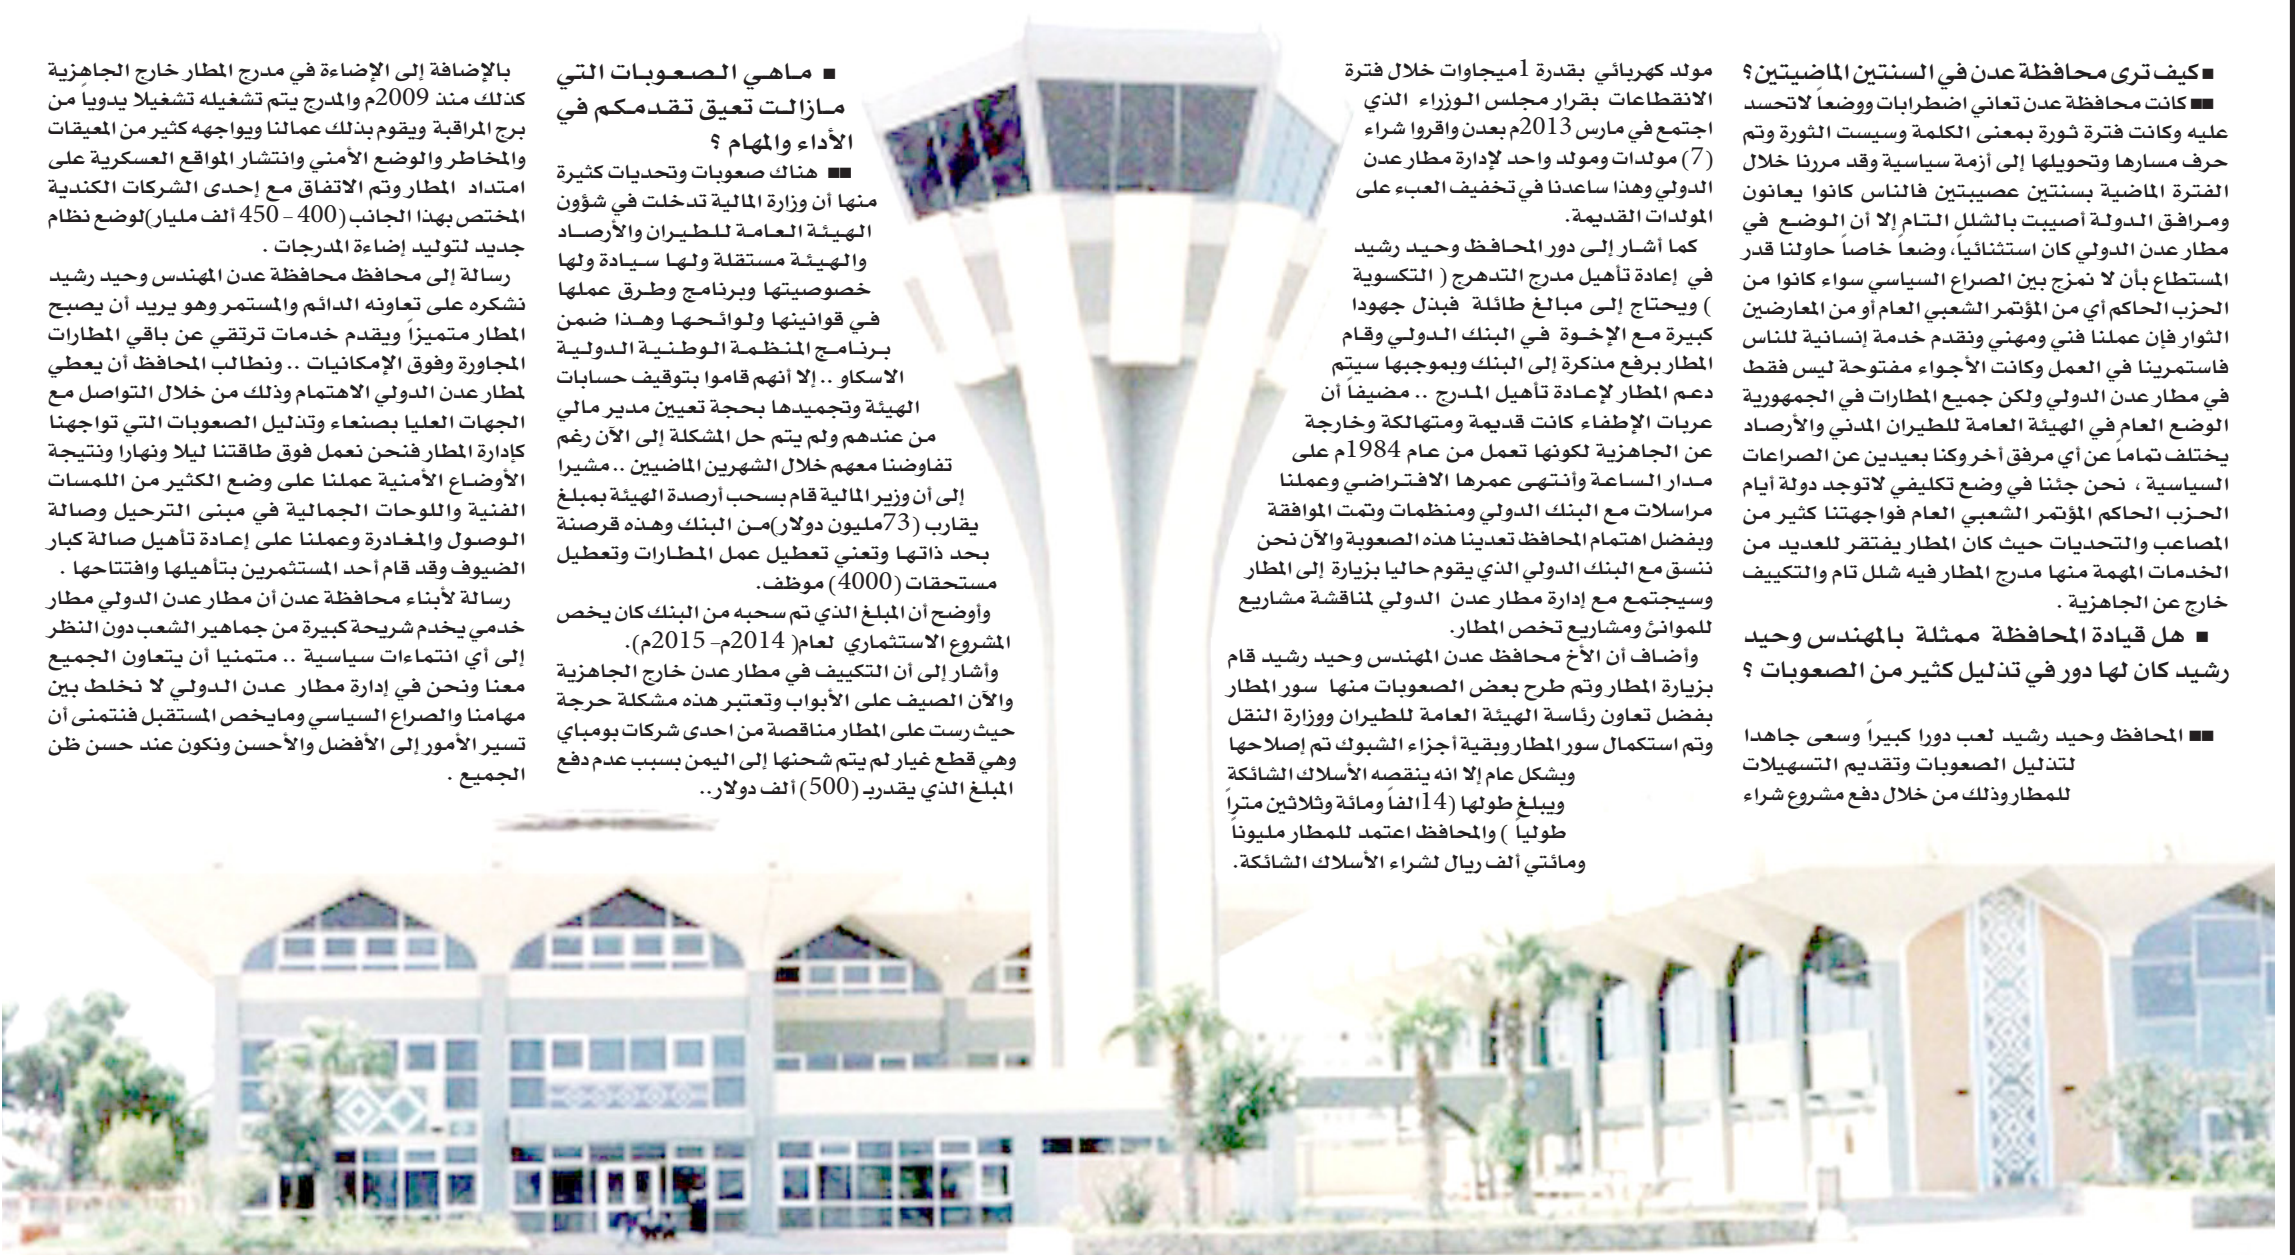 ■ كيف ترى محافظة عدن في السنتين الماضيتين؟
■■ كانت محافظة عدن تعاني اضطرابات ووضعاً لاتحسد
عليه وكانت فترة ثورة بمعنى الكلمة وسيست الثورة وتم
حرف مسارها وتحويلها إلى أزمة سياسية وقد مررنا خلال
الفترة الماضية بسنتين عصيبتين فالناس كانوا يعانون
ومرافق الدولة أصيبت بالشلل التام إلا أن الوضع في
مطار عدن الدولي كان استثنائياً، وضعاً خاصاً حاولنا قدر
المستطاع بأن لا نمزج بين الصراع السياسي سواء كانوا من
الحزب الحاكم أي من المؤتمر الشعبي العام أو من المعارضين
الثوار فإن عملنا فني ومهني ونقدم خدمة إنسانية للناس
فاستمرينا في العمل وكانت الأجواء مفتوحة ليس فقط
في مطار عدن الدولي ولكن جميع المطارات في الجمهورية
الوضع العام في الهيئة العامة للطيران المدني والأرصاد
يختلف تماماً عن أي مرفق أخر وكنا بعيدين عن الصراعات
السياسية ، نحن جئنا في وضع تكليفي لاتوجد دولة أيام
الحزب الحاكم المؤتمر الشعبي العام فواجهتنا كثير من
المصاعب والتحديات حيث كان المطار يفتقر للعديد من
الخدمات المهمة منها مدرج المطار فيه شلل تام والتكييف
خارج عن الجاهزية .
■ هل قيادة المحافظة ممثلة بالمهندس وحيد
رشيد كان لها دور في تذليل كثير من الصعوبات ؟
■■ المحافظ وحيد رشيد لعب دورا كبيراً وسعى جاهدا
لتذليل الصعوبات وتقديم التسهيلات
للمطار وذلك من خلال دفع مشروع شراء
مولد كهربائي بقدرة 1ميجاوات خلال فترة
الانقطاعات بقرار مجلس الوزراء الذي
اجتمع في مارس 2013م بعدن واقروا شراء
(7) مولدات ومولد واحد لإدارة مطار عدن
الدولي وهذا ساعدنا في تخفيف العبء على
المولدات القديمة.
كما أشار إلى دور المحافظ وحيد رشيد
في إعادة تأهيل مدرج التدهرج ( التكسوية
) ويحتاج إلى مبالغ طائلة فبذل جهودا
كبيرة مع الإخوة في البنك الدولي وقام
المطار برفع مذكرة إلى البنك وبموجبها سيتم
دعم المطار لإعادة تأهيل المدرج .. مضيفاً أن
عربات الإطفاء كانت قديمة ومتهالكة وخارجة
عن الجاهزية لكونها تعمل من عام 1984م على
مدار الساعة وأنتهى عمرها الافتراضي وعملنا
مراسلات مع البنك الدولي ومنظمات وتمت الموافقة
وبفضل اهتمام المحافظ تعدينا هذه الصعوبة والآن نحن
ننسق مع البنك الدولي الذي يقوم حاليا بزيارة إلى المطار
وسيجتمع مع إدارة مطار عدن الدولي لمناقشة مشاريع
للموانئ ومشاريع تخص المطار.
وأضاف أن الأخ محافظ عدن المهندس وحيد رشيد قام
بزيارة المطار وتم طرح بعض الصعوبات منها سور المطار
بفضل تعاون رئاسة الهيئة العامة للطيران ووزارة النقل
وتم استكمال سور المطار وبقية أجزاء الشبوك تم إصلاحها
وبشكل عام إلا انه ينقصه الأسلاك الشائكة
ويبلغ طولها (14الفاً ومائة وثلاثين متراً
طولياً ) والمحافظ اعتمد للمطار مليوناً
ومائتي ألف ريال لشراء الأسلاك الشائكة.
■ ماهي الصعوبات التي
مازالت تعيق تقدمكم في
الأداء والمهام ؟
■■ هناك صعوبات وتحديات كثيرة
منها أن وزارة المالية تدخلت في شؤون
الهيئة العامة للطيران والأرصاد
والهيئة مستقلة ولها سيادة ولها
خصوصيتها وبرنامج وطرق عملها
في قوانينها ولوائحها وهذا ضمن
برنامج المنظمة الوطنية الدولية
الاسكاو .. إلا أنهم قاموا بتوقيف حسابات
الهيئة وتجميدها بحجة تعيين مدير مالي
من عندهم ولم يتم حل المشكلة إلى الآن رغم
تفاوضنا معهم خلال الشهرين الماضيين .. مشيرا
إلى أن وزير المالية قام بسحب أرصدة الهيئة بمبلغ
يقارب (73مليون دولار)من البنك وهذه قرصنة
بحد ذاتها وتعني تعطيل عمل المطارات وتعطيل
مستحقات (4000) موظف.
وأوضح أن المبلغ الذي تم سحبه من البنك كان يخص
المشروع الاستثماري لعام( 2014م– 2015م).
وأشار إلى أن التكييف في مطار عدن خارج الجاهزية
والآن الصيف على الأبواب وتعتبر هذه مشكلة حرجة
حيث رست على المطار مناقصة من احدى شركات بومباي
وهي قطع غيار لم يتم شحنها إلى اليمن بسبب عدم دفع
المبلغ الذي يقدربـ (500) ألف دولار..
بالإضافة إلى الإضاءة في مدرج المطار خارج الجاهزية
كذلك منذ 2009م والمدرج يتم تشغيله تشغيلا يدوياً من
برج المراقبة ويقوم بذلك عمالنا ويواجهه كثير من المعيقات
والمخاطر والوضع الأمني وانتشار المواقع العسكرية على
امتداد المطار وتم الاتفاق مع إحدى الشركات الكندية
المختص بهذا الجانب (400 – 450 ألف مليار)لوضع نظام
جديد لتوليد إضاءة المدرجات .
رسالة إلى محافظ محافظة عدن المهندس وحيد رشيد
نشكره على تعاونه الدائم والمستمر وهو يريد أن يصبح
المطار متميزاً ويقدم خدمات ترتقي عن باقي المطارات
المجاورة وفوق الإمكانيات .. ونطالب المحافظ أن يعطي
لمطار عدن الدولي الاهتمام وذلك من خلال التواصل مع
الجهات العليا بصنعاء وتذليل الصعوبات التي تواجهنا
كإدارة المطار فنحن نعمل فوق طاقتنا ليلا ونهارا ونتيجة
الأوضاع الأمنية عملنا على وضع الكثير من اللمسات
الفنية واللوحات الجمالية في مبنى الترحيل وصالة
الوصول والمغادرة وعملنا على إعادة تأهيل صالة كبار
الضيوف وقد قام أحد المستثمرين بتأهيلها وافتتاحها .
رسالة لأبناء محافظة عدن أن مطار عدن الدولي مطار
خدمي يخدم شريحة كبيرة من جماهير الشعب دون النظر
إلى أي انتماءات سياسية .. متمنيا أن يتعاون الجميع
معنا ونحن في إدارة مطار عدن الدولي لا نخلط بين
مهامنا والصراع السياسي ومايخص المستقبل فنتمنى أن
تسير الأمور إلى الأفضل والأحسن ونكون عند حسن ظن
الجميع .